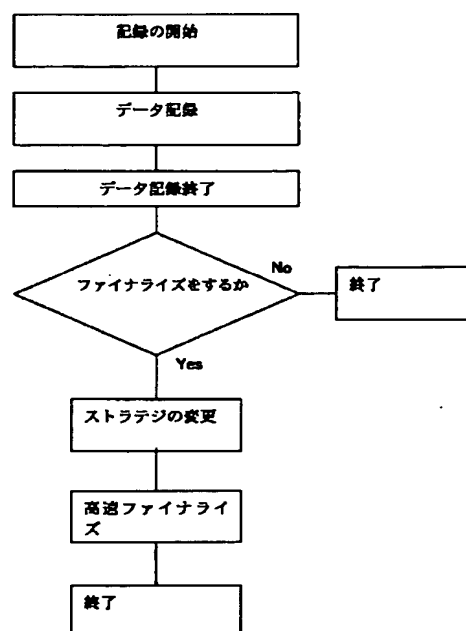 記録の開始
データ記録
データ記録終了
ファイナライズをするか
No
終了
Yes
ストラテジの変更
高速ファイナライ
ズ
終了